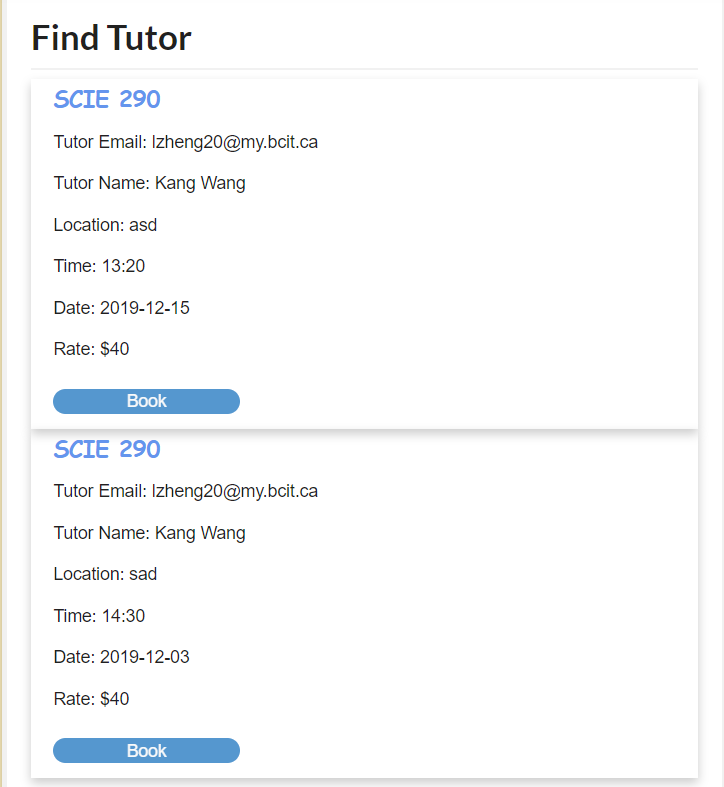 Find Tutor
SCIE 290
Tutor Email: lzheng20@my.bcit.ca
Tutor Name: Kang Wang
Location: asd
Time: 13:20
Date: 2019-12-15
Rate: $40
Book
SCIE 290
Tutor Email: lzheng20@my.bcit.ca
Tutor Name: Kang Wang
Location: sad
Time: 14:30
Date: 2019-12-03
Rate: $40
Book